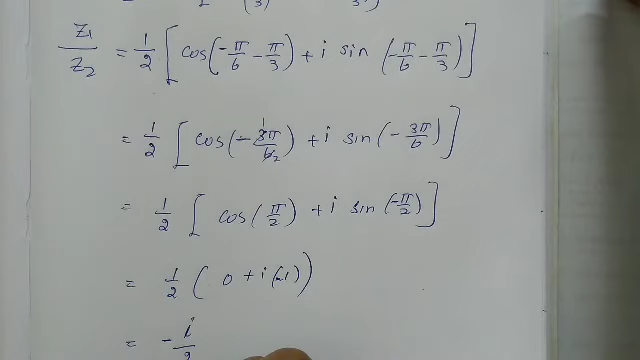 Z₁/Z₂ = 1/2 [cos(-π/6 - π/3) + i sin (-π/6 - π/3)]
= 1/2 [cos(-3π/6) + i sin(-3π/6)]
= 1/2 [cos(π/2) + i sin(-π/2)]
= 1/2 (0 + i(-1))
= -i/2